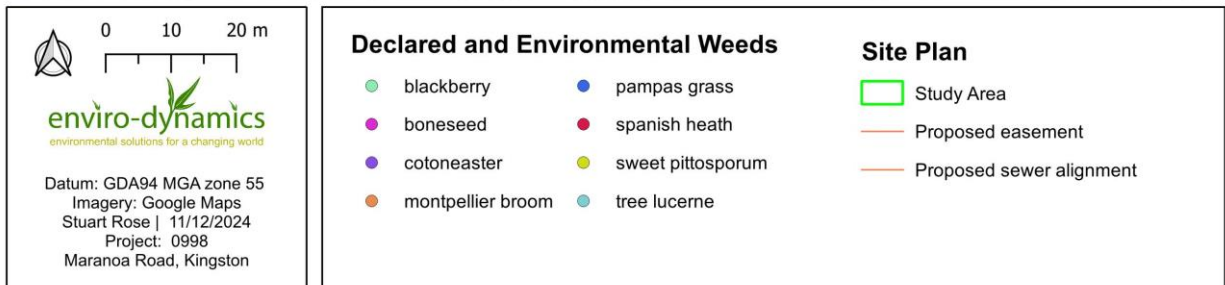 0 10 20 m
enviro-dynamics
environmental solutions for a changing world
Datum: GDA94 MGA zone 55
Imagery: Google Maps
Stuart Rose | 11/12/2024
Project: 0998
Maranoa Road, Kingston
Declared and Environmental Weeds
blackberry
boneseed
cotoneaster
montpellier broom
pampas grass
spanish heath
sweet pittosporum
tree lucerne
Site Plan
Study Area
Proposed easement
Proposed sewer alignment